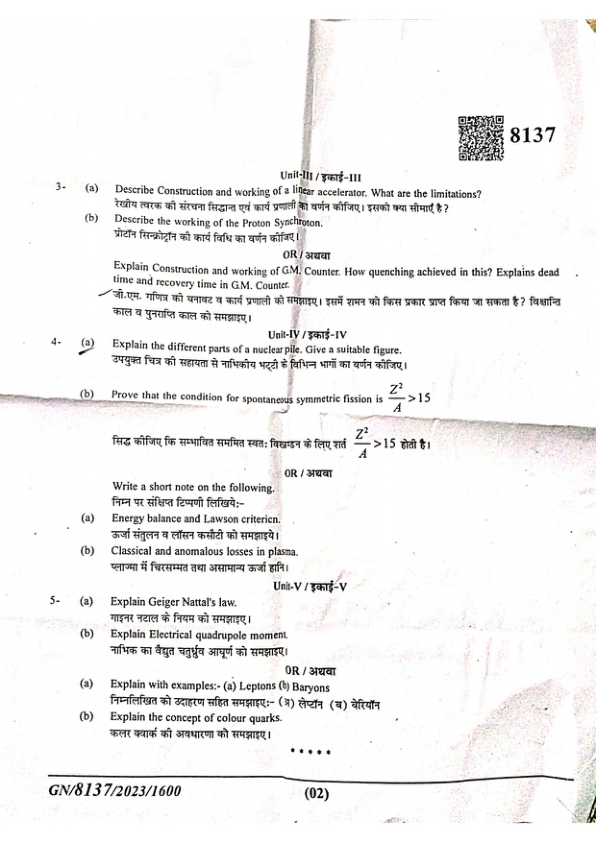 8137
Unit-III / इकाई-III
3- (a) Describe Construction and working of a linear accelerator. What are the limitations?
रेखीय त्वरक की संरचना सिद्धान्त एवं कार्य प्रणाली का वर्णन कीजिए। इसकी क्या सीमाएँ है?
(b) Describe the working of the Proton Synchroton.
प्रोटॉन सिन्क्रोट्रॉन की कार्य विधि का वर्णन कीजिए।
OR / अथवा
Explain Construction and working of G.M. Counter. How quenching achieved in this? Explains dead
time and recovery time in G.M. Counter.
जी.एम. गणित्र की बनावट व कार्य प्रणाली को समझाइए। इसमें शमन को किस प्रकार प्राप्त किया जा सकता है? विश्रान्ति
काल व पुनराप्ति काल को समझाइए।
Unit-IV / इकाई-IV
4- (a) Explain the different parts of a nuclear pile. Give a suitable figure.
उपयुक्त चित्र की सहायता से नाभिकीय भट्टी के विभिन्न भागों का वर्णन कीजिए।
(b) Prove that the condition for spontaneous symmetric fission is Z²/A >15
सिद्ध कीजिए कि सम्भावित सममित स्वतः विखण्डन के लिए शर्त Z²/A >15 होती है।
OR / अथवा
Write a short note on the following.
निम्न पर संक्षिप्त टिप्पणी लिखिये:-
(a) Energy balance and Lawson critericn.
ऊर्जा संतुलन व लॉसन कसौटी को समझाइये।
(b) Classical and anomalous losses in plasma.
प्लाज्मा में चिरसम्मत तथा असामान्य ऊर्जा हानि।
Unit-V / इकाई-V
5- (a) Explain Geiger Nattal's law.
गाइनर नटाल के नियम को समझाइए।
(b) Explain Electrical quadrupole moment.
नाभिक का वैद्युत चतुर्ध्रुव आघूर्ण को समझाइए।
OR / अथवा
(a) Explain with examples:- (a) Leptons (b) Baryons
निम्नलिखित को उदाहरण सहित समझाइए:- (अ) लेप्टॉन (ब) बेरियॉन
(b) Explain the concept of colour quarks.
कलर क्वार्क की अवधारणा को समझाइए।
*****
GN/8137/2023/1600 (02)